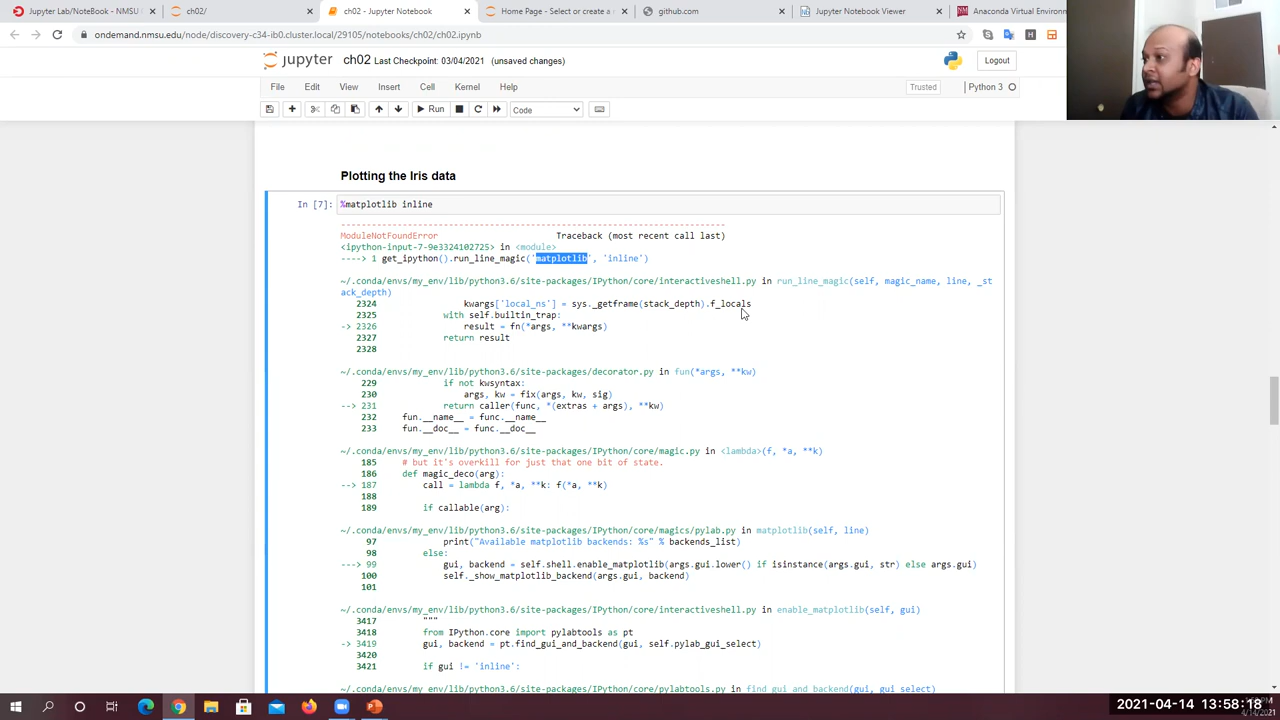 Jupyter Lab/NoteBook - NMSU
ch02/
ch02 - Jupyter Notebook
Home Page - Select or create a
github.com
Jupyter Notebook Viewer
Anaconda Virtual Environ
ondemand.nmsu.edu/node/discovery-c34-ib0.cluster.local/29105/notebooks/ch02/ch02.ipynb
jupyter ch02 Last Checkpoint: 03/04/2021 (unsaved changes)
Logout
File Edit View Insert Cell Kernel Help
Trusted Python 3
Run Code
Plotting the Iris data
In [7]: %matplotlib inline
---------------------------------------------------------------------------
ModuleNotFoundError Traceback (most recent call last)
<ipython-input-7-9e3324102725> in <module>
----> 1 get_ipython().run_line_magic('matplotlib', 'inline')
~/.conda/envs/my_env/lib/python3.6/site-packages/IPython/core/interactiveshell.py in run_line_magic(self, magic_name, line, _st
ack_depth)
2324 kwargs['local_ns'] = sys._getframe(stack_depth).f_locals
2325 with self.builtin_trap:
-> 2326 result = fn(*args, **kwargs)
2327 return result
2328
~/.conda/envs/my_env/lib/python3.6/site-packages/decorator.py in fun(*args, **kw)
229 if not kwsyntax:
230 args, kw = fix(args, kw, sig)
--> 231 return caller(func, *(extras + args), **kw)
232 fun.__name__ = func.__name__
233 fun.__doc__ = func.__doc__
~/.conda/envs/my_env/lib/python3.6/site-packages/IPython/core/magic.py in <lambda>(f, *a, **k)
185 # but it's overkill for just that one bit of state.
186 def magic_deco(arg):
--> 187 call = lambda f, *a, **k: f(*a, **k)
188
189 if callable(arg):
~/.conda/envs/my_env/lib/python3.6/site-packages/IPython/core/magics/pylab.py in matplotlib(self, line)
97 print("Available matplotlib backends: %s" % backends_list)
98 else:
---> 99 gui, backend = self.shell.enable_matplotlib(args.gui.lower() if isinstance(args.gui, str) else args.gui)
100 self._show_matplotlib_backend(args.gui, backend)
101
~/.conda/envs/my_env/lib/python3.6/site-packages/IPython/core/interactiveshell.py in enable_matplotlib(self, gui)
3417 """
3418 from IPython.core import pylabtools as pt
-> 3419 gui, backend = pt.find_gui_and_backend(gui, self.pylab_gui_select)
3420
3421 if gui != 'inline':
~/.conda/envs/my_env/lib/python3.6/site-packages/IPython/core/pylabtools.py in find_gui_and_backend(gui, gui_select)
2021-04-14 13:58:18